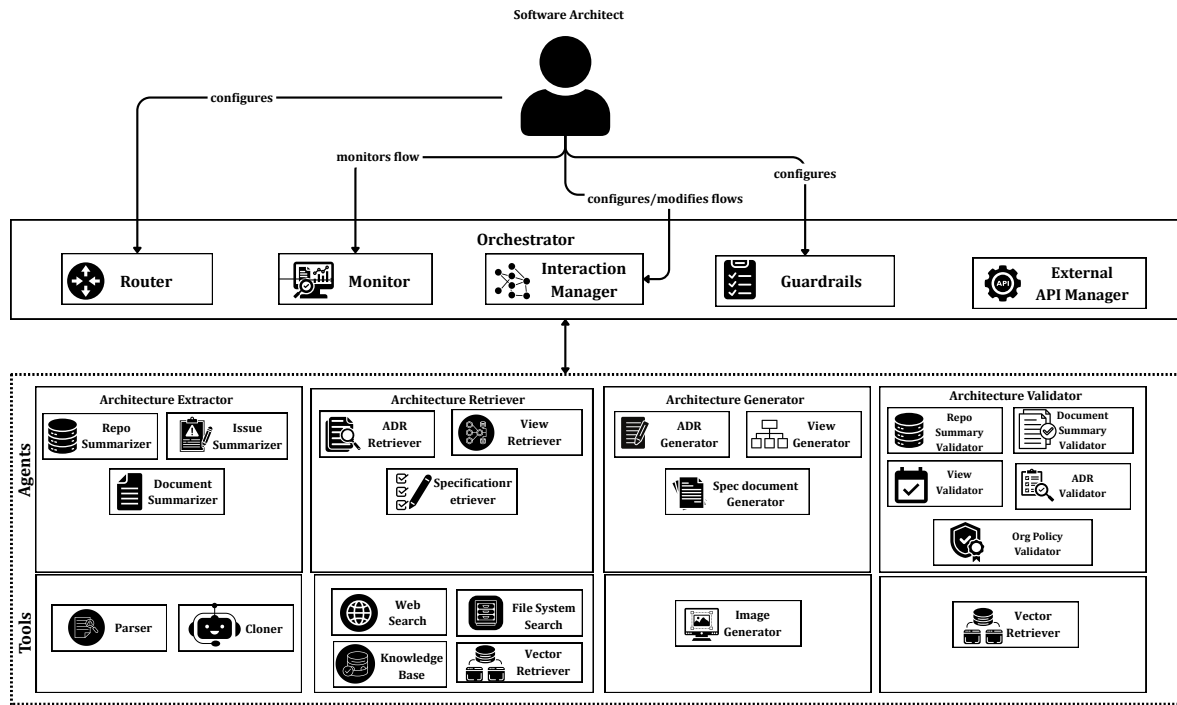 Software Architect
configures
monitors flow
configures
configures/modifies flows
Orchestrator
Router
Monitor
Interaction
Manager
Guardrails
API
External
API Manager
Agents
Architecture Extractor
Repo
Summarizer
Issue
Summarizer
Document
Summarizer
Architecture Retriever
ADR
Retriever
View
Retriever
Specificationr
etriever
Architecture Generator
ADR
Generator
View
Generator
Spec document
Generator
Architecture Validator
Repo
Summary
Validator
Document
Summary
Validator
View
Validator
ADR
Validator
Org Policy
Validator
Tools
Parser
Cloner
Web
Search
File System
Search
Knowledge
Base
Vector
Retriever
Image
Generator
Vector
Retriever